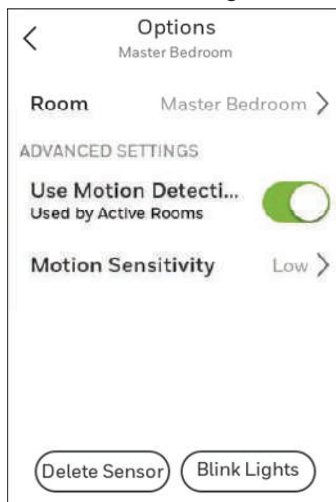 Options
Master Bedroom
Room Master Bedroom
ADVANCED SETTINGS
Use Motion Detecti...
Used by Active Rooms
Motion Sensitivity Low
Delete Sensor Blink Lights